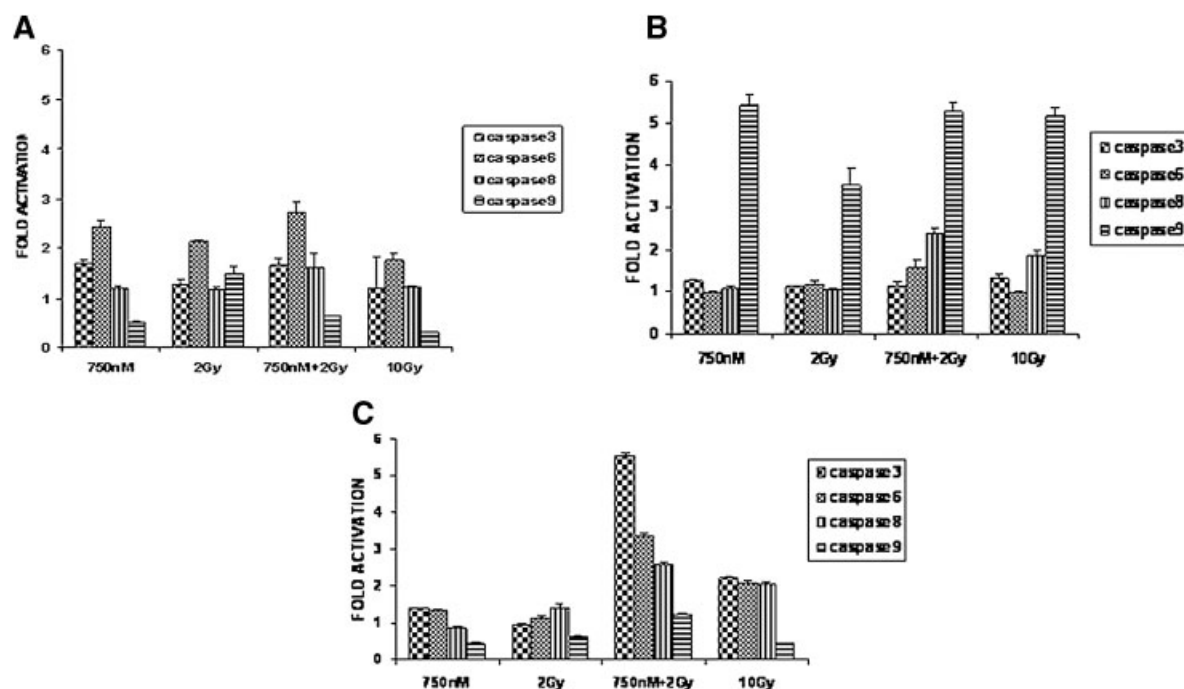 A
FOLD ACTIVATION
6
5
4
3
2
1
0
750nM
2Gy
750nM+2Gy
10Gy
caspase3
caspase6
caspase8
caspase9
B
FOLD ACTIVATION
6
5
4
3
2
1
0
750nM
2Gy
750nM+2Gy
10Gy
caspase3
caspase6
caspase8
caspase9
C
FOLD ACTIVATION
6
5
4
3
2
1
0
750nM
2Gy
750nM+2Gy
10Gy
caspase3
caspase6
caspase8
caspase9